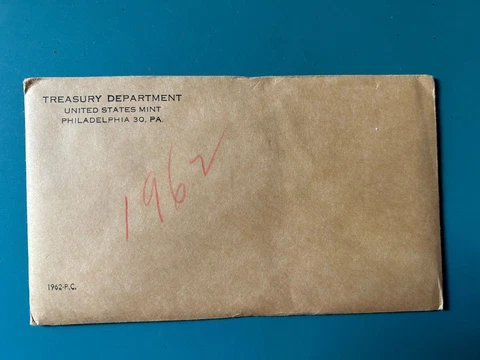 TREASURY DEPARTMENT
UNITED STATES MINT
PHILADELPHIA 30, PA.
1962
1962-P.C.